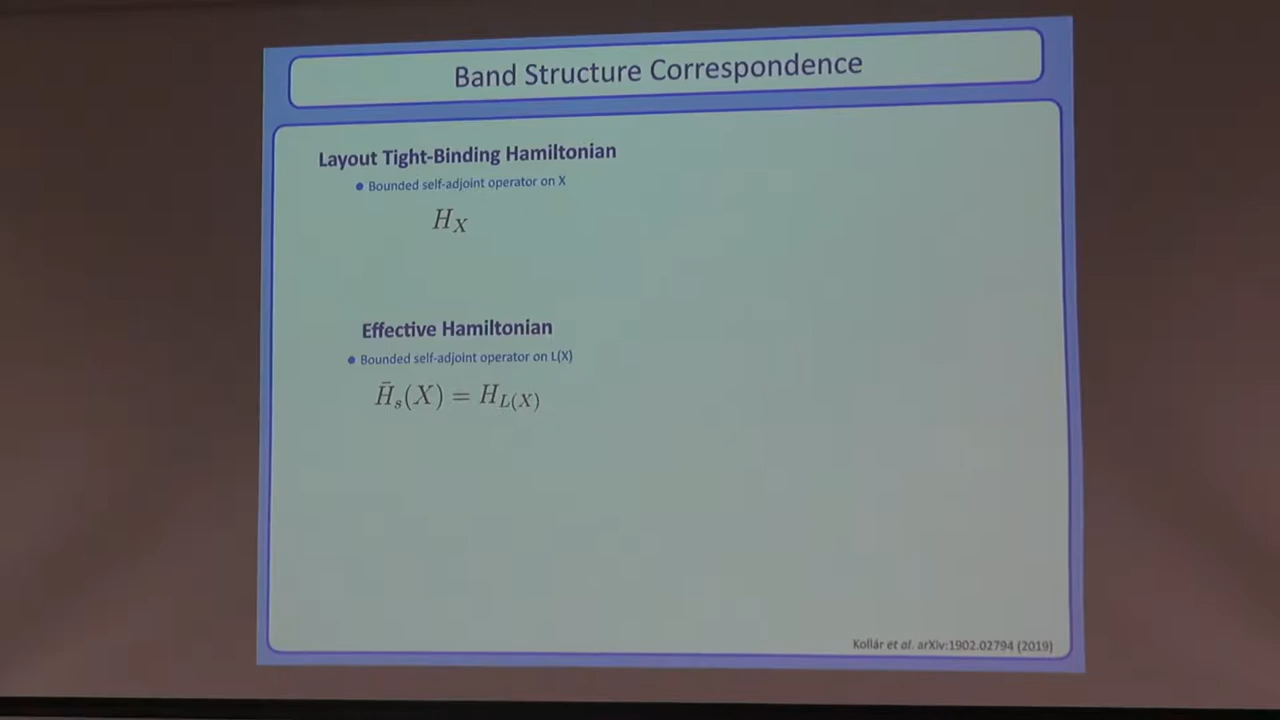 Band Structure Correspondence
Layout Tight-Binding Hamiltonian
● Bounded self-adjoint operator on X
H_X
Effective Hamiltonian
● Bounded self-adjoint operator on L(X)
H̄_s(X) = H_{L(X)}
Kollár et al. arXiv:1902.02794 (2019)